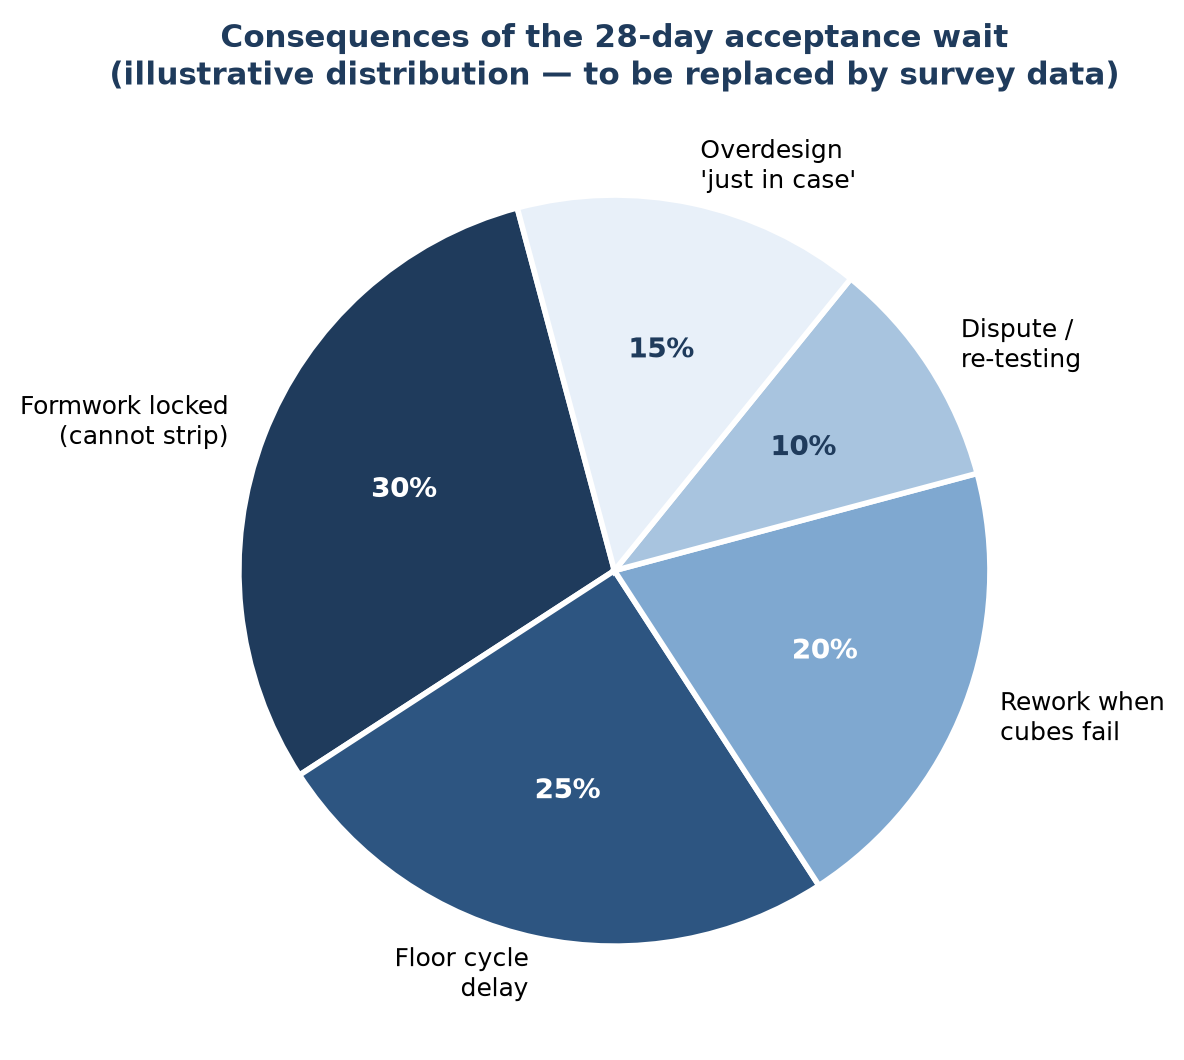 Consequences of the 28-day acceptance wait
(illustrative distribution — to be replaced by survey data)
Overdesign
'just in case'
Dispute /
re-testing
Formwork locked
(cannot strip)
15%
10%
30%
20%
Rework when
cubes fail
25%
Floor cycle
delay